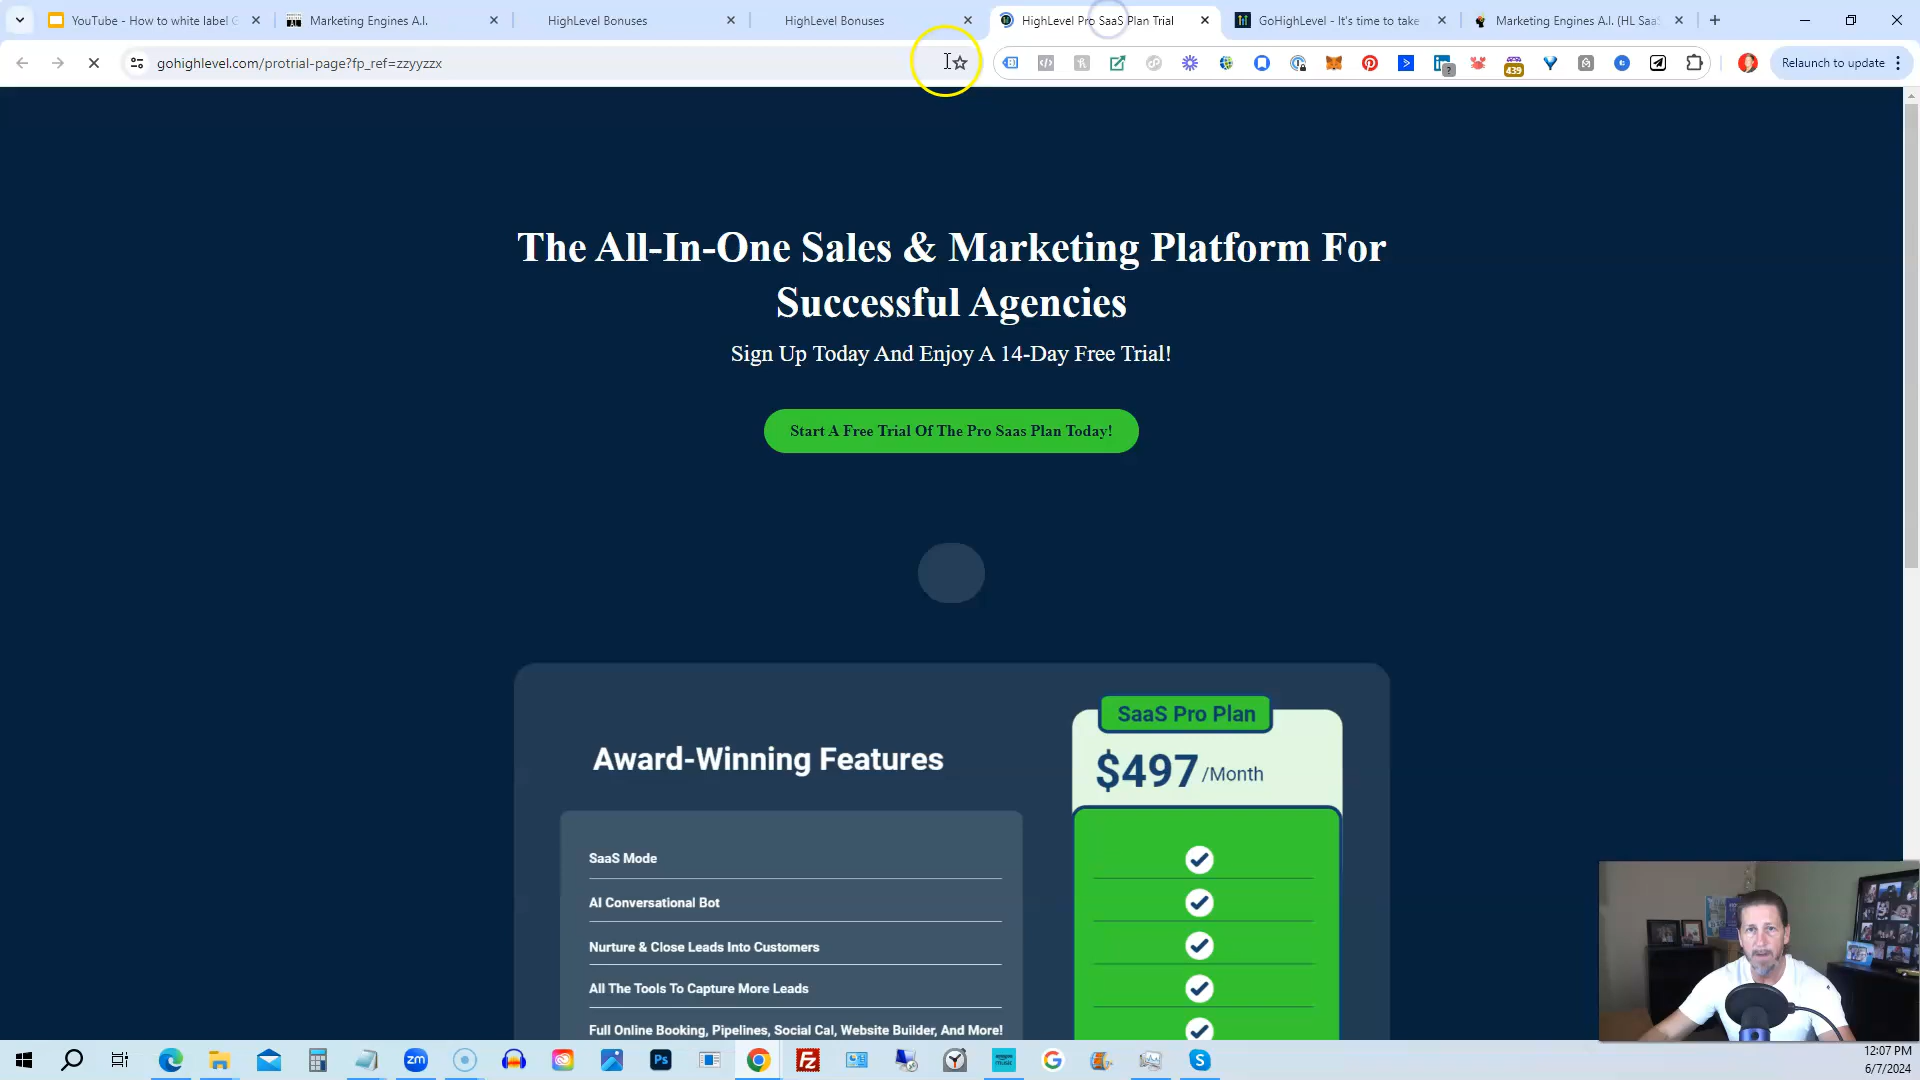 YouTube - How to white label G
Marketing Engines A.I.
HighLevel Bonuses
HighLevel Bonuses
HighLevel Pro SaaS Plan Trial
GoHighLevel - It's time to take
Marketing Engines A.I. (HL SaaS
gohighlevel.com/protrial-page?fp_ref=zzyyzzx
439
Relaunch to update
The All-In-One Sales & Marketing Platform For
Successful Agencies
Sign Up Today And Enjoy A 14-Day Free Trial!
Start A Free Trial Of The Pro Saas Plan Today!
SaaS Pro Plan
$497 /Month
Award-Winning Features
SaaS Mode
AI Conversational Bot
Nurture & Close Leads Into Customers
All The Tools To Capture More Leads
Full Online Booking, Pipelines, Social Cal, Website Builder, And More!
zm
Ps
12:07 PM
6/7/2024